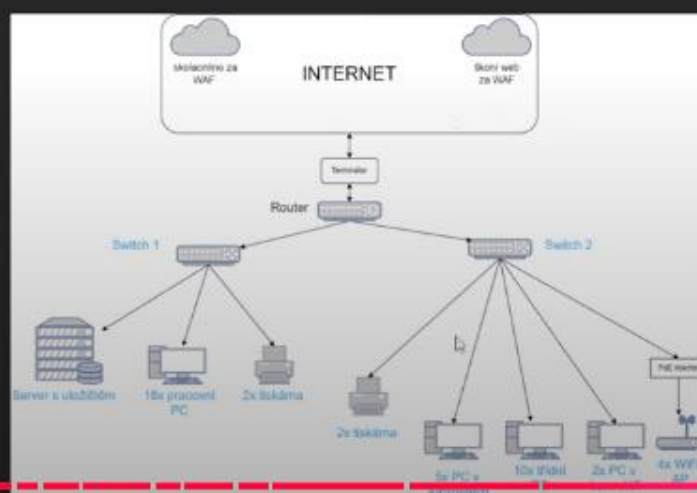 skolaonline za
WAF
INTERNET
školní web
za WAF
Terminátor
Router
Switch 1
Switch 2
Server s uložištěm
18x pracovní
PC
2x tiskárna
2x tiskárna
5x PC v
10x třídní
2x PC v
PoE
4x WiFi
AP